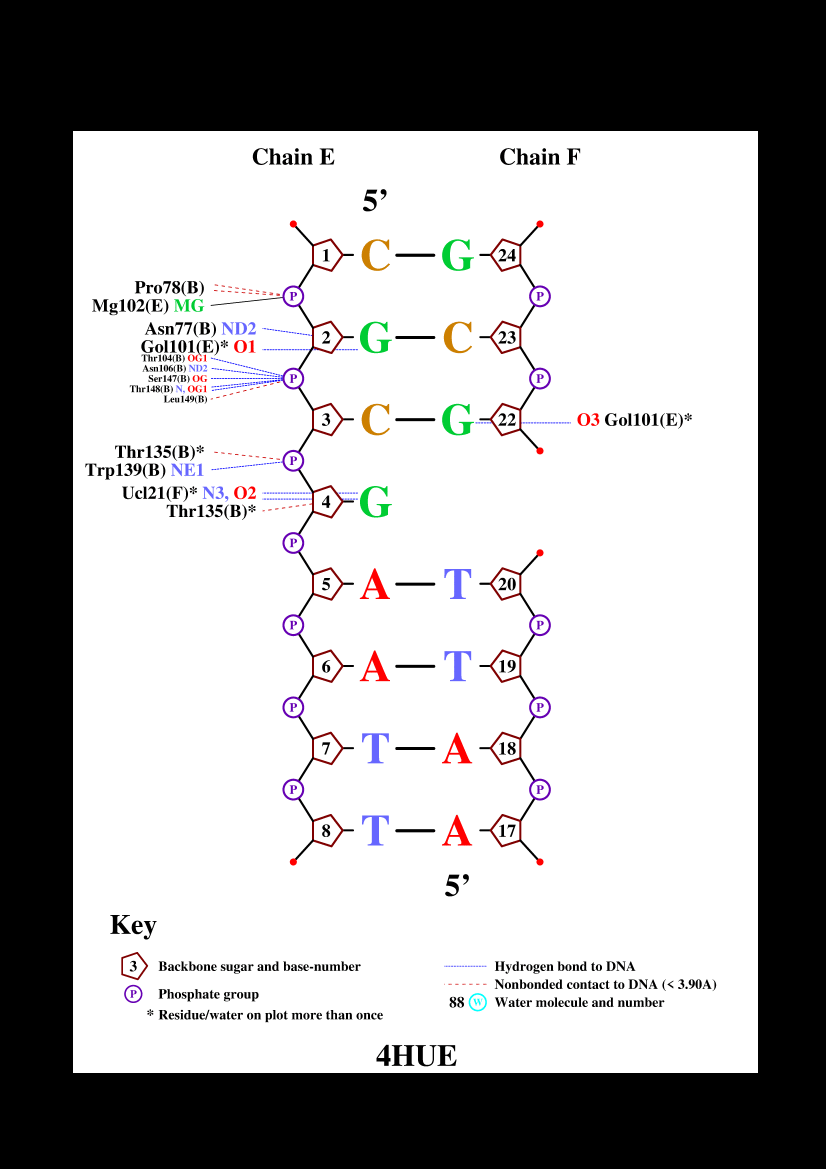 Chain E Chain F
5’
1 C G 24
Pro78(B) P P
Mg102(E) MG
Asn77(B) ND2 2 G C 23
Gol101(E)* O1
Thr104(B) OG1
Asn106(B) ND2
Ser147(B) OG P P
Thr148(B) N, OG1
Leu149(B)
3 C G 22 O3 Gol101(E)*
Thr135(B)* P
Trp139(B) NE1
Ucl21(F)* N3, O2 4 G
Thr135(B)*
P
5 A T 20
P P
6 A T 19
P P
7 T A 18
P P
8 T A 17
5’
Key
3 Backbone sugar and base-number
P Phosphate group
* Residue/water on plot more than once
Hydrogen bond to DNA
Nonbonded contact to DNA (< 3.90A)
88 W Water molecule and number
4HUE